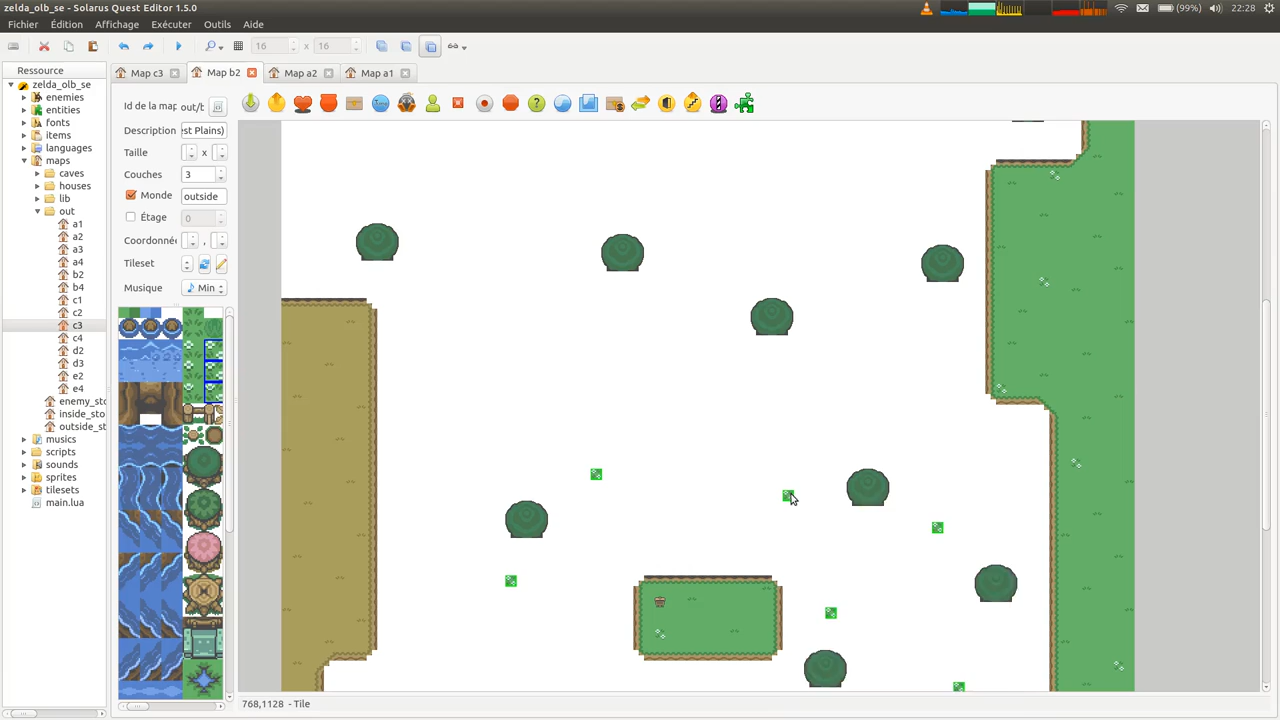 zelda_olb_se - Solarus Quest Editor 1.5.0
(99%) 22:28
Fichier Édition Affichage Exécuter Outils Aide
16 x 16
Ressource
Map c3 Map b2 Map a2 Map a1
zelda_olb_se
enemies
entities
fonts
items
languages
maps
caves
houses
lib
out
a1
a2
a3
a4
b2
b4
c1
c2
c3
c4
d2
d3
e2
e4
enemy_sto
inside_sto
outside_st
musics
scripts
sounds
sprites
tilesets
main.lua
Id de la map out/b
Description est Plains)
Taille x
Couches 3
Monde outside
Étage 0
Coordonnée ,
Tileset
Musique Min
768,1128 - Tile